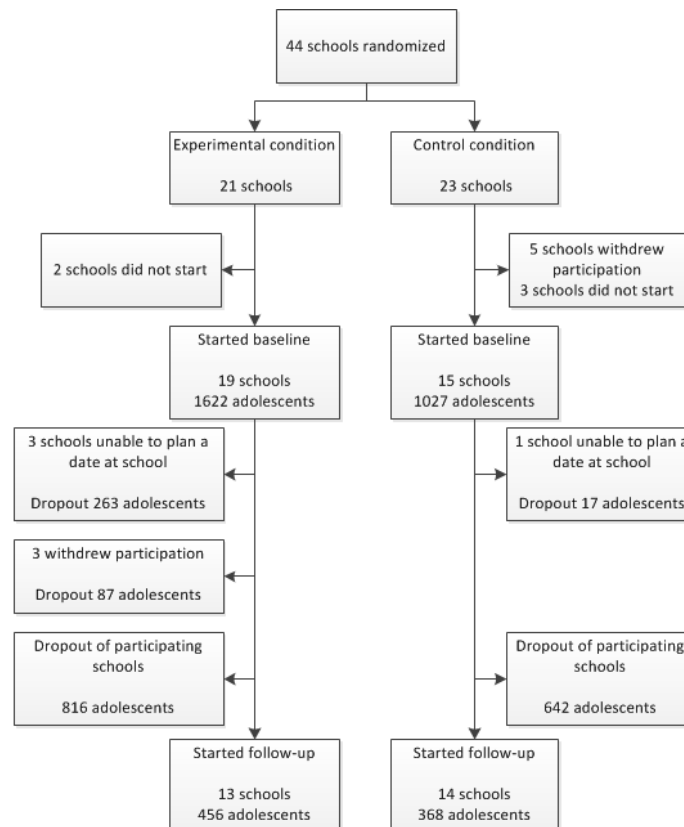 44 schools randomized
Experimental condition
21 schools
Control condition
23 schools
2 schools did not start
5 schools withdrew
participation
3 schools did not start
Started baseline
19 schools
1622 adolescents
Started baseline
15 schools
1027 adolescents
3 schools unable to plan a
date at school
Dropout 263 adolescents
1 school unable to plan a
date at school
Dropout 17 adolescents
3 withdrew participation
Dropout 87 adolescents
Dropout of participating
schools
816 adolescents
Dropout of participating
schools
642 adolescents
Started follow-up
13 schools
456 adolescents
Started follow-up
14 schools
368 adolescents